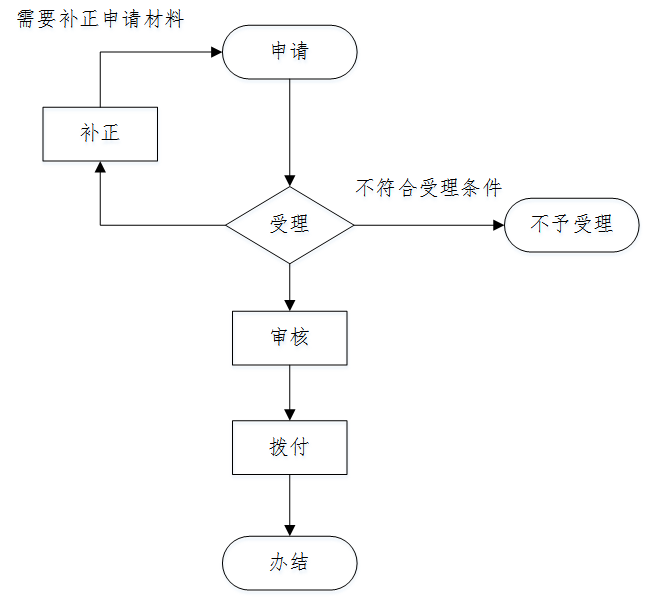 需要补正申请材料
申请
补正
不符合受理条件
受理
不予受理
审核
拨付
办结